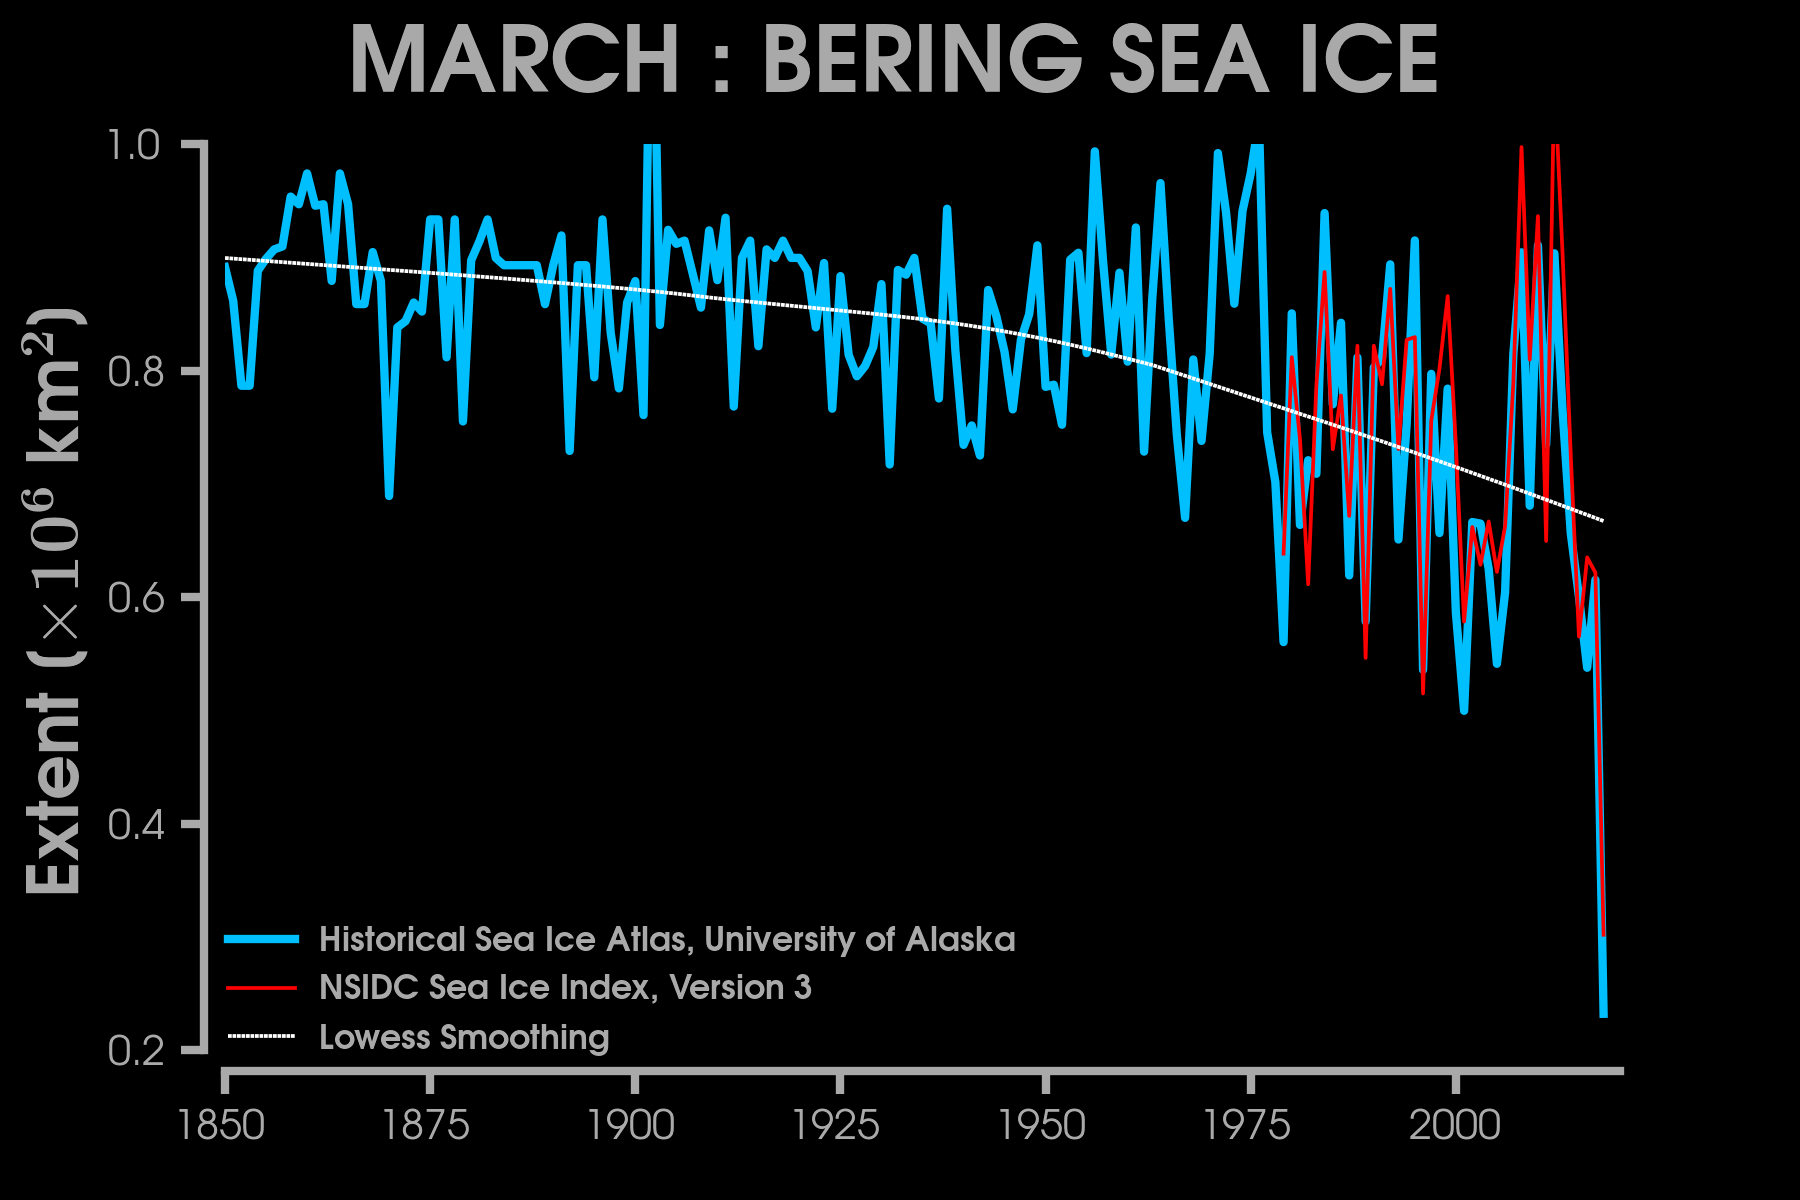 MARCH : BERING SEA ICE
Extent (×10⁶ km²)
1.0
0.8
0.6
0.4
0.2
Historical Sea Ice Atlas, University of Alaska
NSIDC Sea Ice Index, Version 3
Lowess Smoothing
1850 1875 1900 1925 1950 1975 2000